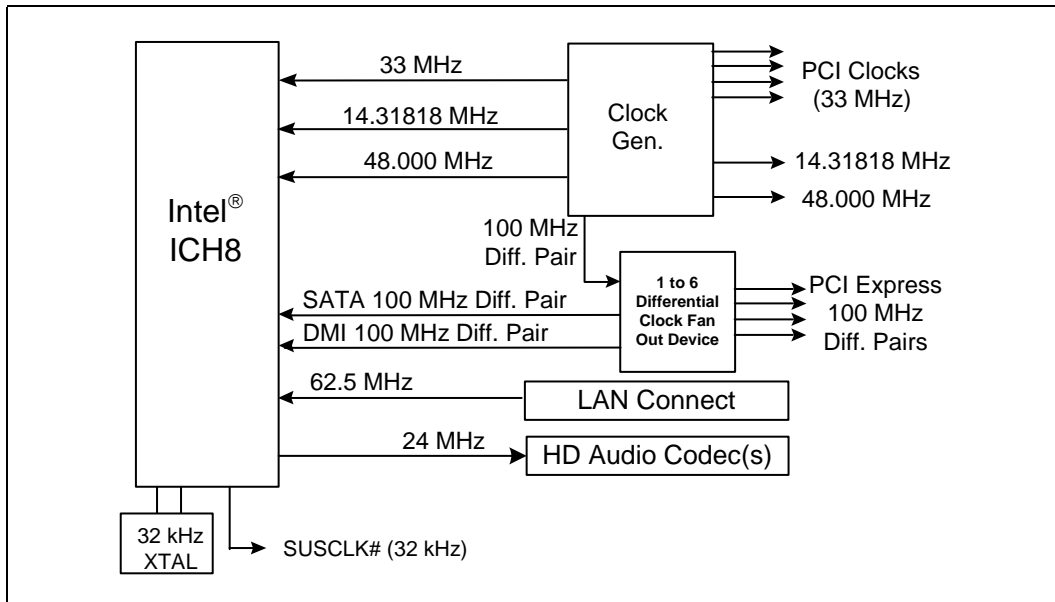 33 MHz
14.31818 MHz
48.000 MHz
Intel®
ICH8
Clock
Gen.
PCI Clocks
(33 MHz)
14.31818 MHz
48.000 MHz
100 MHz
Diff. Pair
1 to 6
Differential
Clock Fan
Out Device
PCI Express
100 MHz
Diff. Pairs
SATA 100 MHz Diff. Pair
DMI 100 MHz Diff. Pair
62.5 MHz
LAN Connect
24 MHz
HD Audio Codec(s)
32 kHz
XTAL
SUSCLK# (32 kHz)